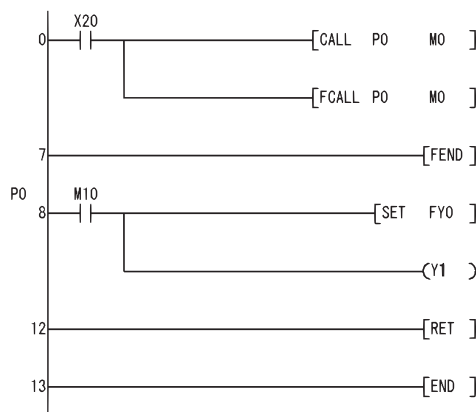 X20
0 [CALL P0 M0 ]
[FCALL P0 M0 ]
7 [FEND ]
P0 M10
8 [SET FY0 ]
(Y1 )
12 [RET ]
13 [END ]